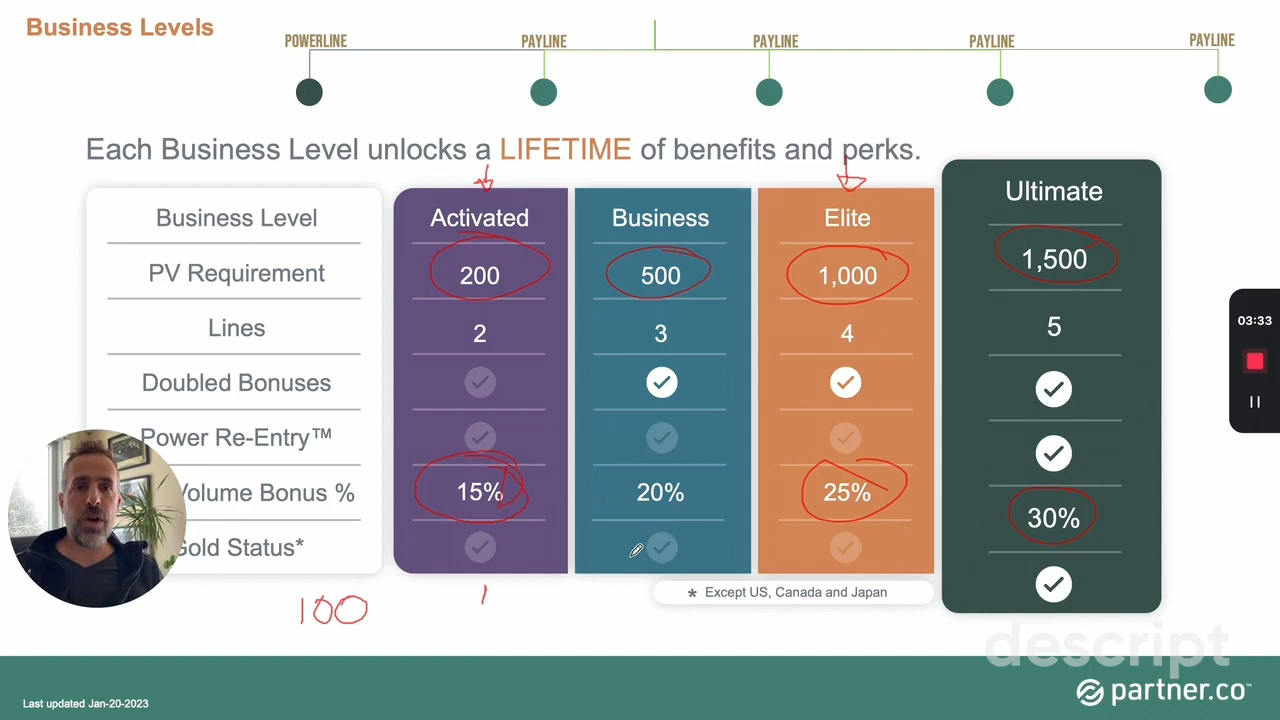 Business Levels
POWERLINE
PAYLINE
PAYLINE
PAYLINE
PAYLINE
Each Business Level unlocks a LIFETIME of benefits and perks.
Business Level Activated Business Elite Ultimate
PV Requirement 200 500 1,000 1,500
Lines 2 3 4 5
Doubled Bonuses
Power Re-Entry™
Volume Bonus % 15% 20% 25% 30%
Gold Status*
* Except US, Canada and Japan
100
03:33
descript
partner.co™
Last updated Jan-20-2023